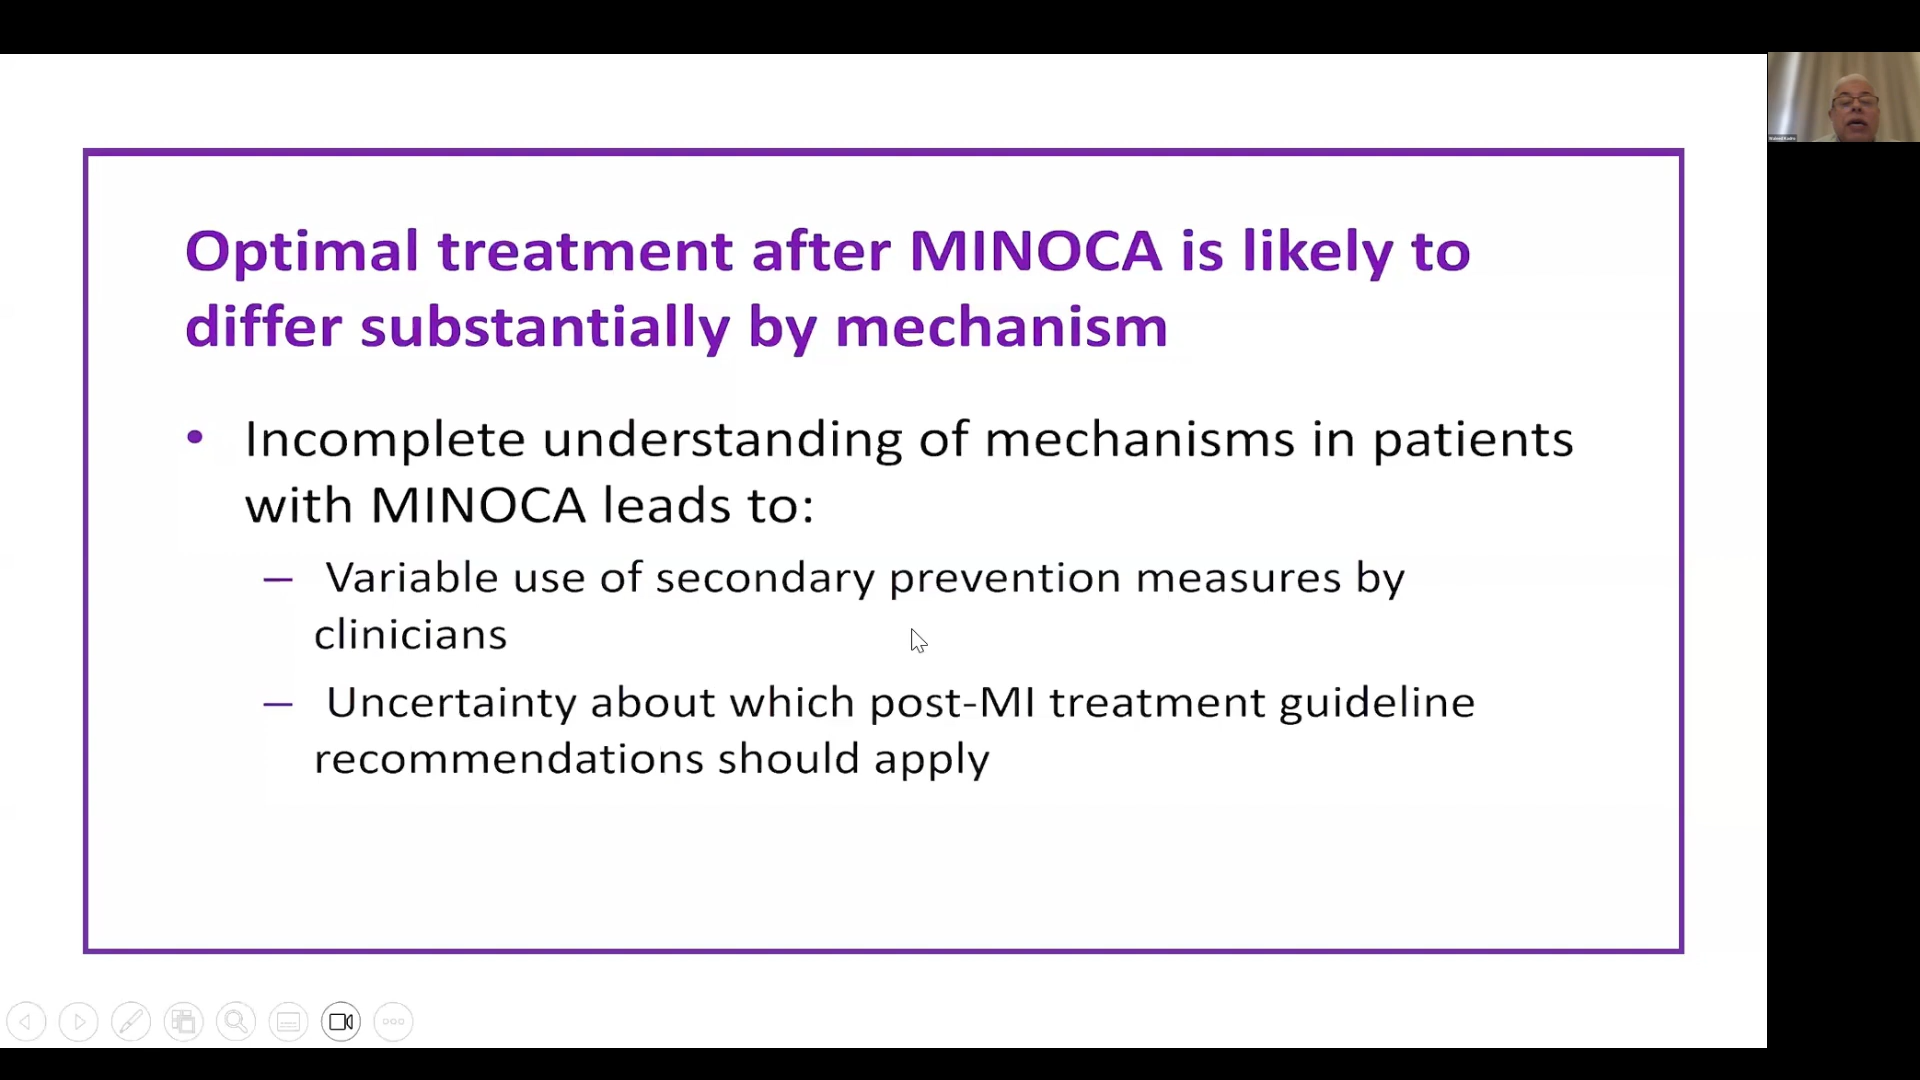 Optimal treatment after MINOCA is likely to
differ substantially by mechanism
• Incomplete understanding of mechanisms in patients
with MINOCA leads to:
– Variable use of secondary prevention measures by
clinicians
– Uncertainty about which post-MI treatment guideline
recommendations should apply